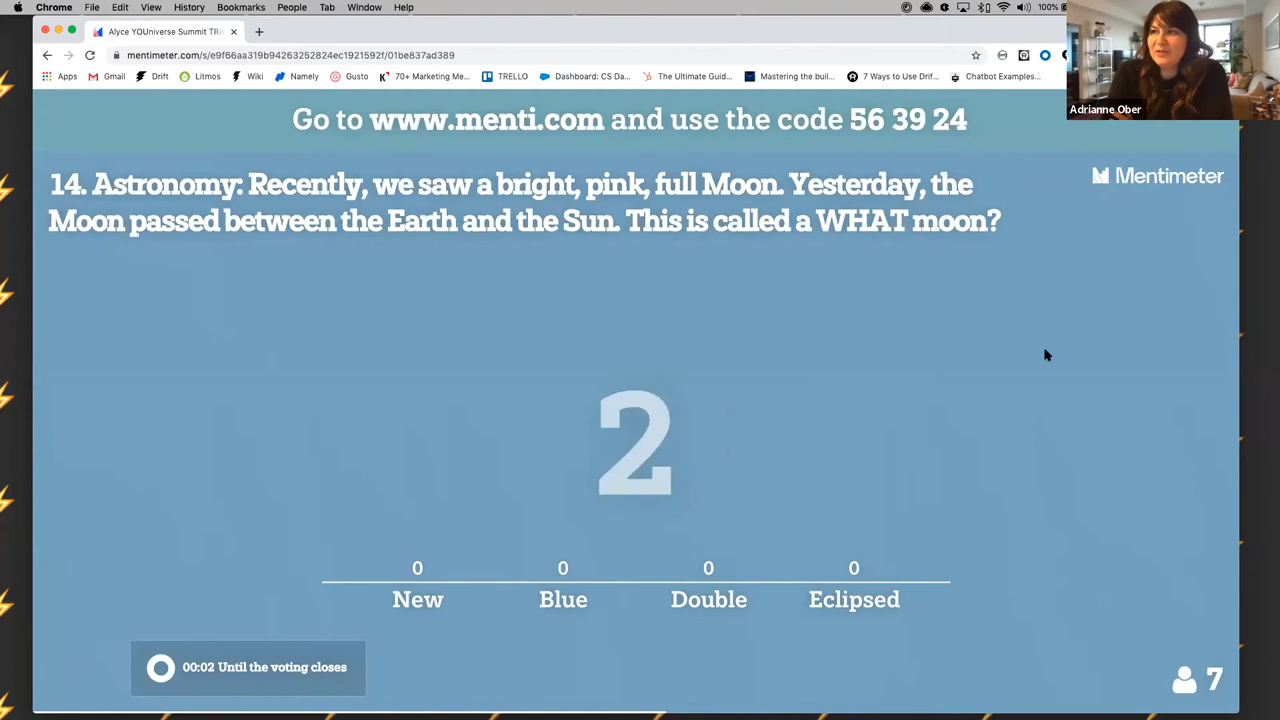 Chrome File Edit View History Bookmarks People Tab Window Help 100%
Alyce YOUniverse Summit TRi
mentimeter.com/s/e9f66aa319b94263252824ec1921592f/01be837ad389
Apps Gmail Drift Litmos Wiki Namely Gusto 70+ Marketing Me... TRELLO Dashboard: CS Da... The Ultimate Guid... Mastering the buil... 7 Ways to Use Drif... Chatbot Examples...
Adrianne Ober
Go to www.menti.com and use the code 56 39 24
Mentimeter
14. Astronomy: Recently, we saw a bright, pink, full Moon. Yesterday, the
Moon passed between the Earth and the Sun. This is called a WHAT moon?
2
0 0 0 0
New Blue Double Eclipsed
00:02 Until the voting closes
7